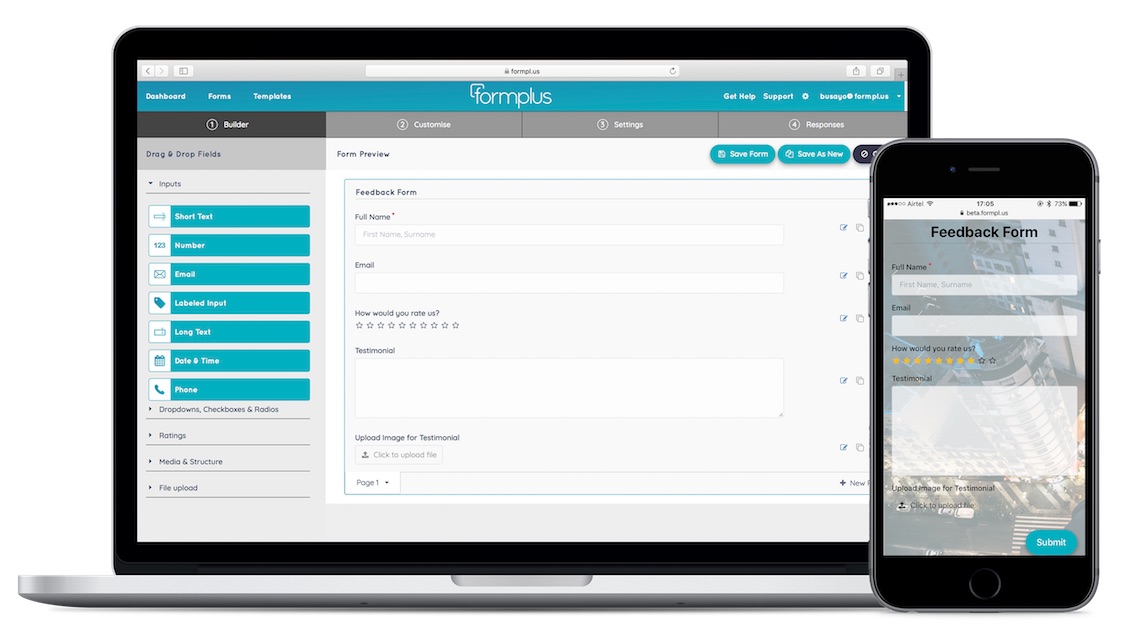 formpl.us
Dashboard Forms Templates
formplus
Get Help Support busayo@formpl.us
1 Builder
2 Customise
3 Settings
4 Responses
Drag & Drop Fields
Form Preview
Save Form
Save As New
Inputs
Short Text
123 Number
Email
Labeled Input
Long Text
Date & Time
Phone
Dropdowns, Checkboxes & Radios
Ratings
Media & Structure
File upload
Feedback Form
Full Name *
First Name, Surname
Email
How would you rate us?
Testimonial
Upload Image for Testimonial
Click to upload file
Page 1
+ New
Airtel 17:05 73%
beta.formpl.us
Feedback Form
Full Name *
First Name, Surname
Email
How would you rate us?
Testimonial
Upload Image for Testimonial
Click to upload file
Submit